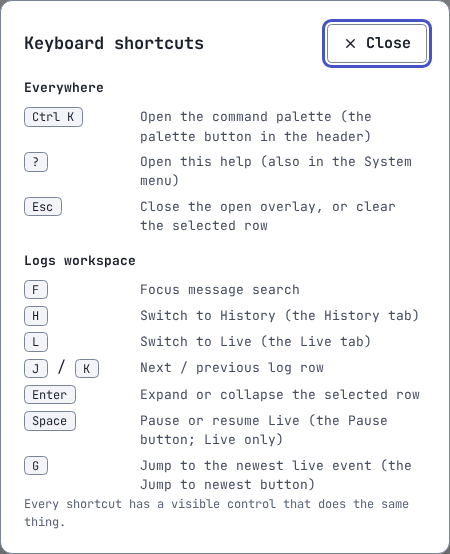 Keyboard shortcuts
× Close
Everywhere
Ctrl K Open the command palette (the
palette button in the header)
? Open this help (also in the System
menu)
Esc Close the open overlay, or clear
the selected row
Logs workspace
F Focus message search
H Switch to History (the History tab)
L Switch to Live (the Live tab)
J / K Next / previous log row
Enter Expand or collapse the selected row
Space Pause or resume Live (the Pause
button; Live only)
G Jump to the newest live event (the
Jump to newest button)
Every shortcut has a visible control that does the same
thing.